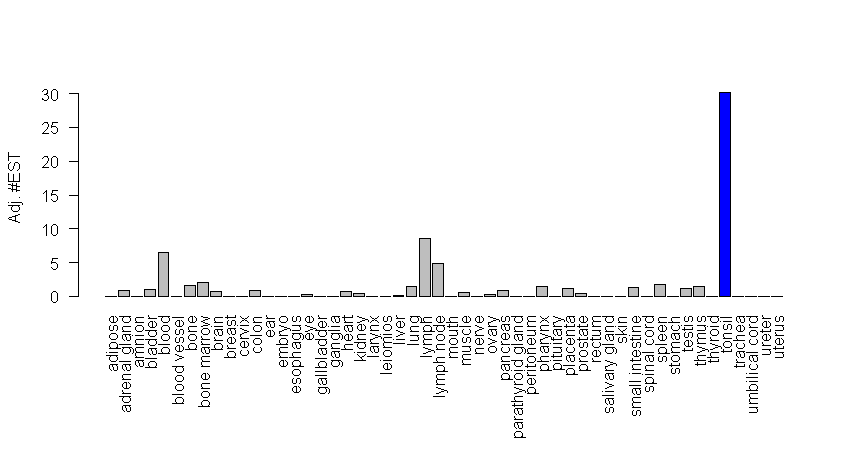 Adj. #EST
30
25
20
15
10
5
0
adipose
adrenal gland
amnion
bladder
blood
blood vessel
bone
bone marrow
brain
breast
cervix
colon
ear
embryo
esophagus
eye
gallbladder
ganglia
heart
kidney
larynx
leiomios
liver
lung
lymph
lymph node
mouth
muscle
nerve
ovary
pancreas
parathyroid gland
peritoneum
pharynx
pituitary
placenta
prostate
rectum
salivary gland
skin
small intestine
spinal cord
spleen
stomach
testis
thymus
thyroid
tonsil
trachea
umbilical cord
ureter
uterus